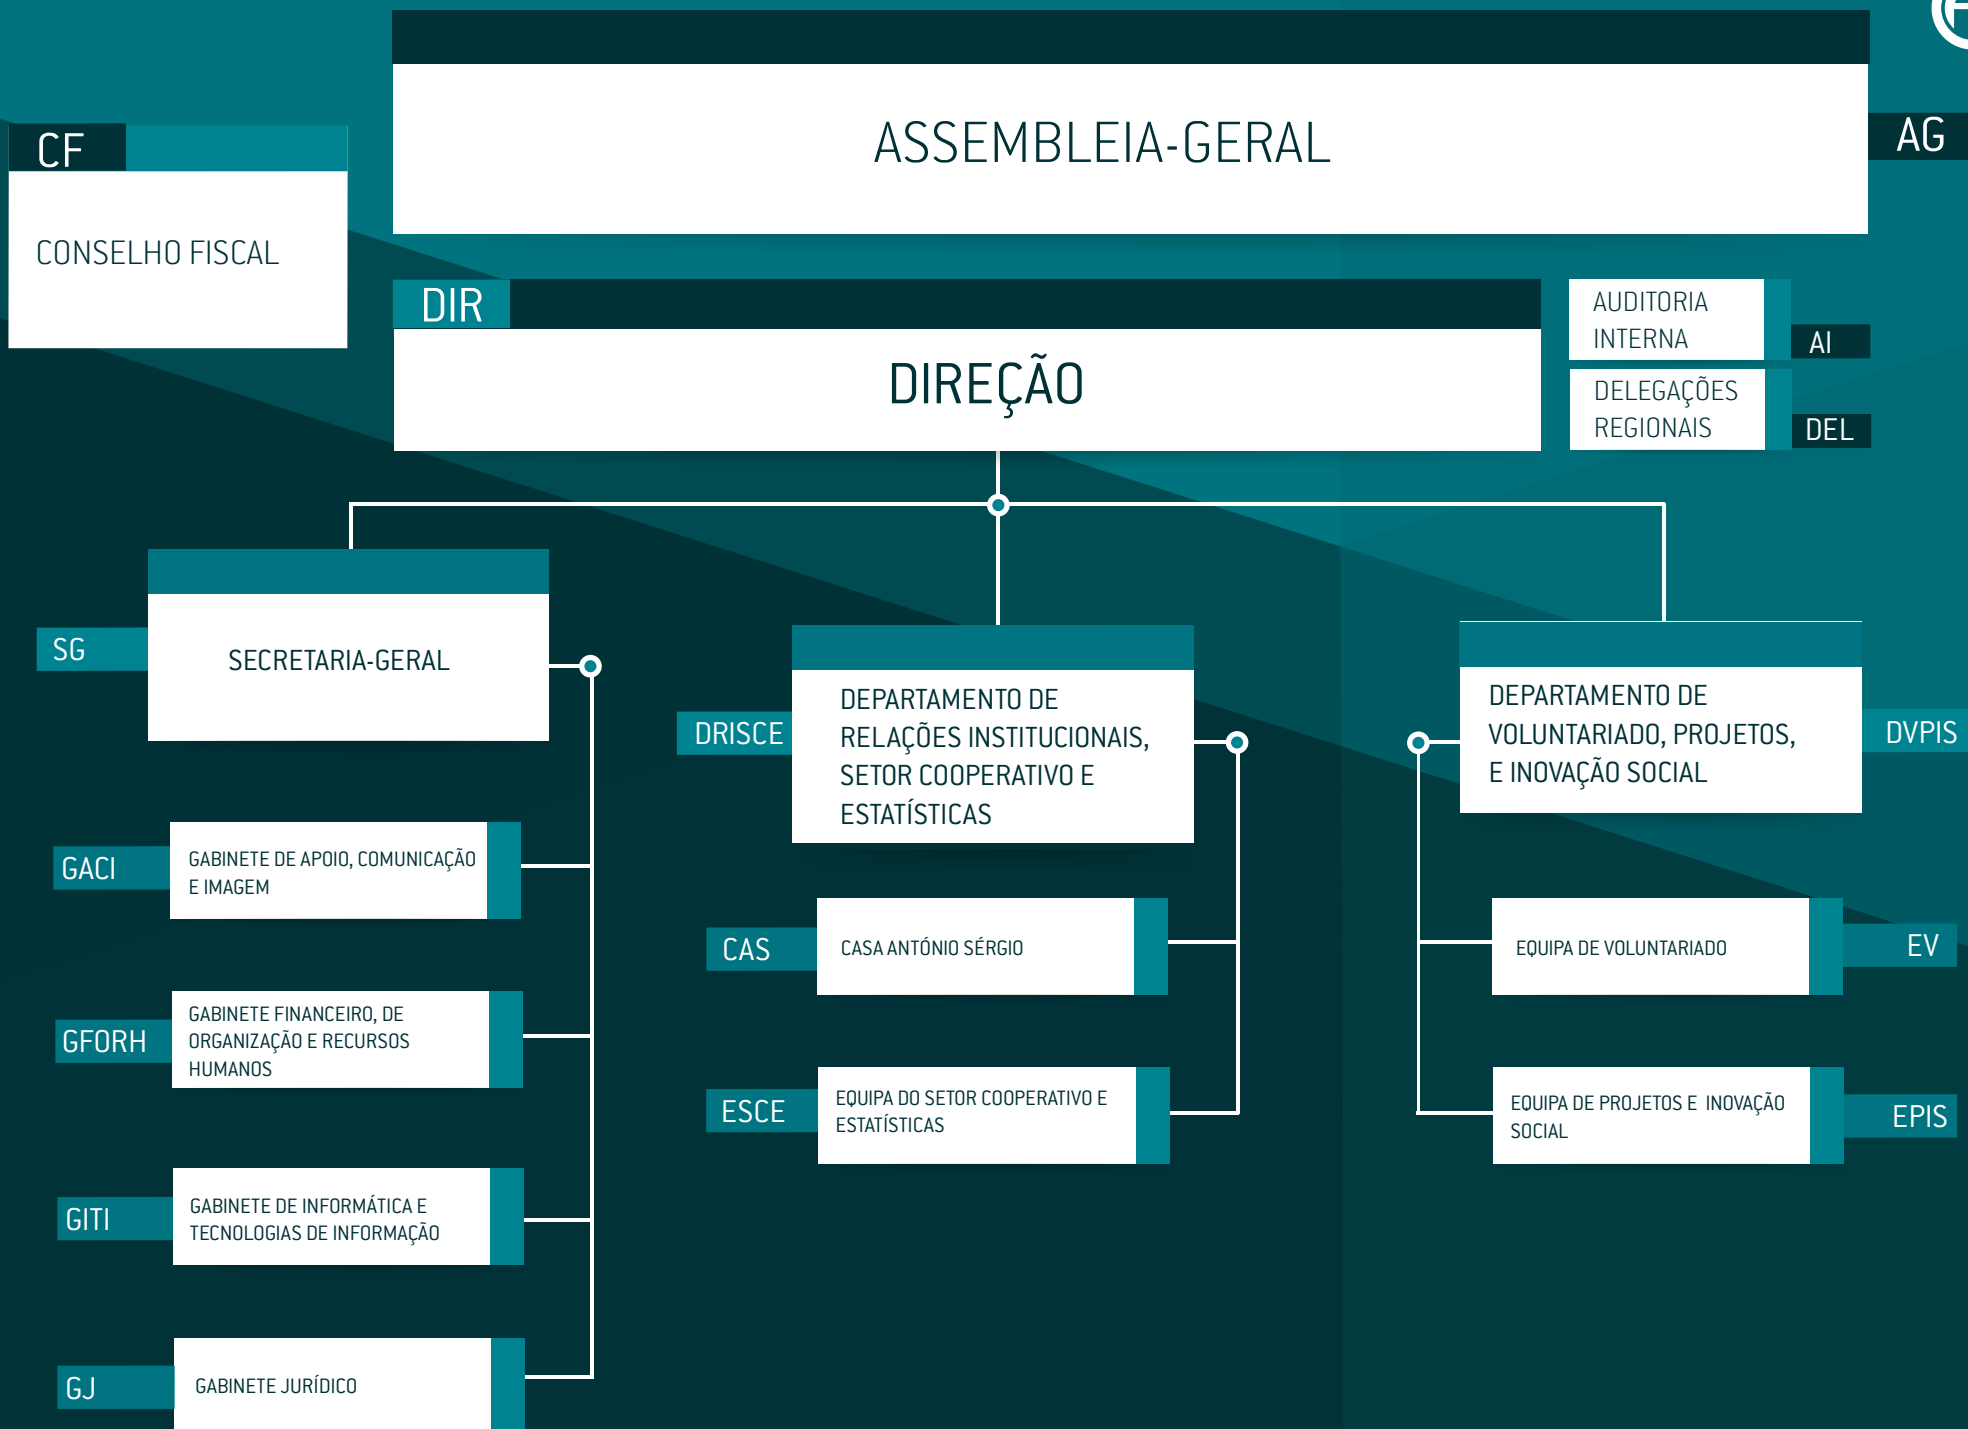 ASSEMBLEIA-GERAL
AG
CF
CONSELHO FISCAL
DIR
DIREÇÃO
AUDITORIA
INTERNA
AI
DELEGAÇÕES
REGIONAIS
DEL
SG
SECRETARIA-GERAL
DRISCE
DEPARTAMENTO DE
RELAÇÕES INSTITUCIONAIS,
SETOR COOPERATIVO E
ESTATÍSTICAS
DEPARTAMENTO DE
VOLUNTARIADO, PROJETOS,
E INOVAÇÃO SOCIAL
DVPIS
GACI
GABINETE DE APOIO, COMUNICAÇÃO
E IMAGEM
CAS
CASA ANTÓNIO SÉRGIO
EQUIPA DE VOLUNTARIADO
EV
GFORH
GABINETE FINANCEIRO, DE
ORGANIZAÇÃO E RECURSOS
HUMANOS
ESCE
EQUIPA DO SETOR COOPERATIVO E
ESTATÍSTICAS
EQUIPA DE PROJETOS E INOVAÇÃO
SOCIAL
EPIS
GITI
GABINETE DE INFORMÁTICA E
TECNOLOGIAS DE INFORMAÇÃO
GJ
GABINETE JURÍDICO